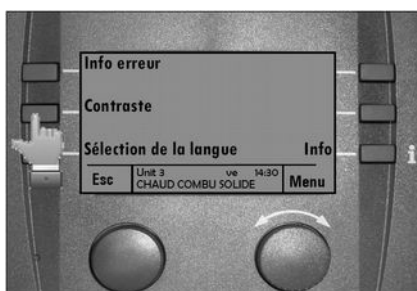 Info erreur
Contraste
Sélection de la langue Info
i
Esc Unit 3 ve 14:30 Menu
CHAUD COMBU SOLIDE